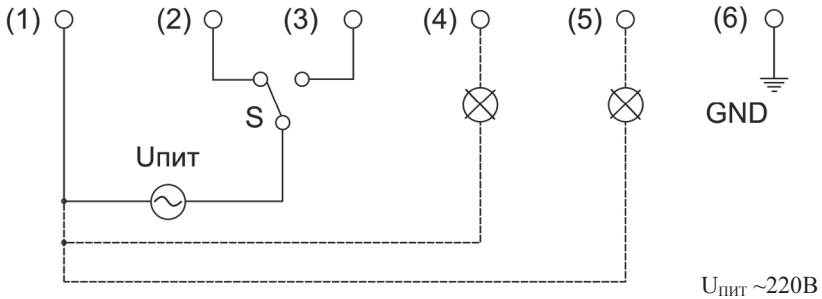 (1) (2) (3) (4) (5) (6)
S
GND
Uпит
Uпит ~220В